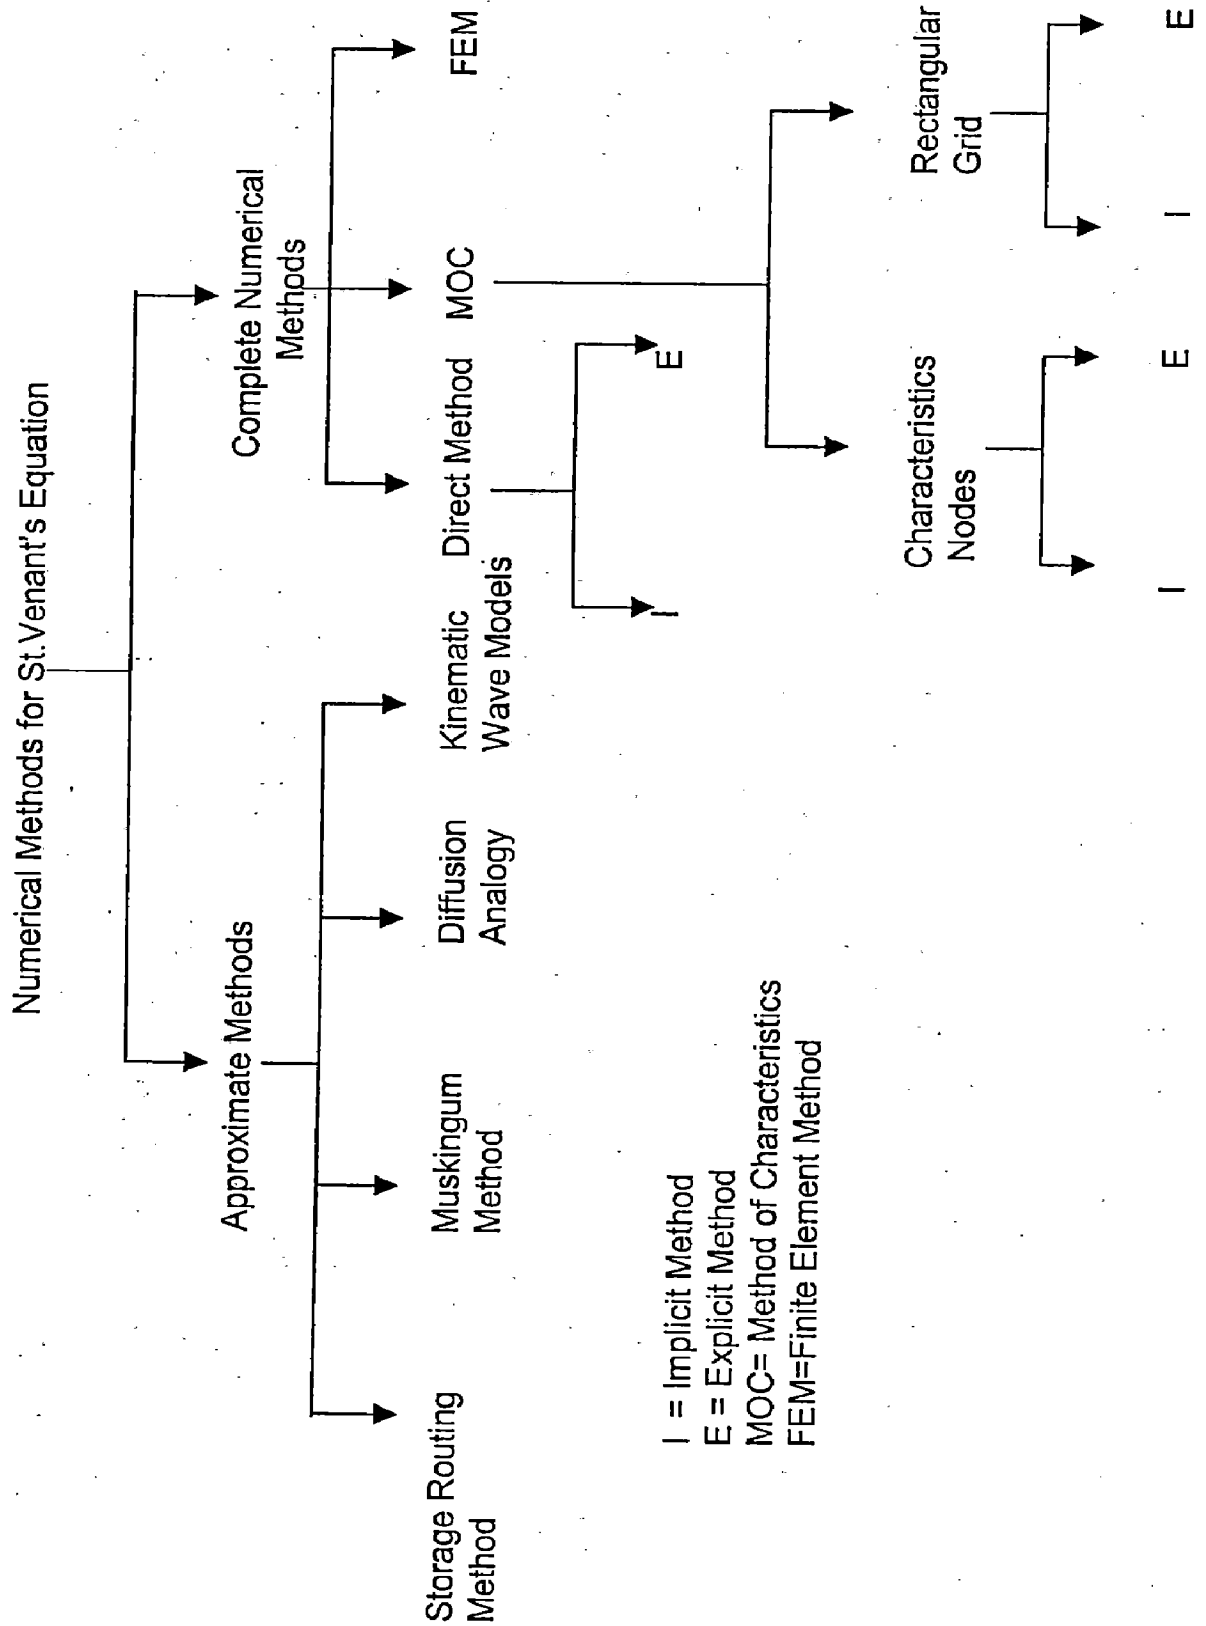 Numerical Methods for St.Venant's Equation
Approximate Methods
Complete Numerical
Methods
Storage Routing
Method
Muskingum
Method
Diffusion
Analogy
Kinematic
Wave Models
Direct Method
MOC
FEM
I
E
Characteristics
Nodes
Rectangular
Grid
I
E
I
E
I = Implicit Method
E = Explicit Method
MOC= Method of Characteristics
FEM=Finite Element Method